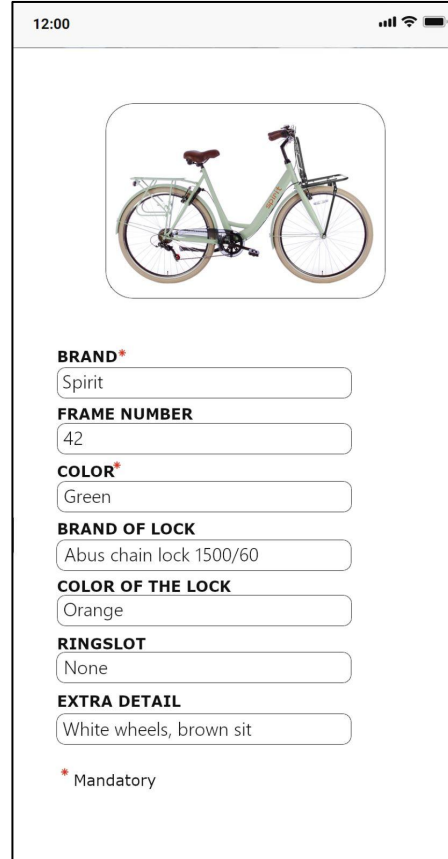 12:00
SPIRIT
BRAND*
Spirit
FRAME NUMBER
42
COLOR*
Green
BRAND OF LOCK
Abus chain lock 1500/60
COLOR OF THE LOCK
Orange
RINGSLOT
None
EXTRA DETAIL
White wheels, brown sit
* Mandatory